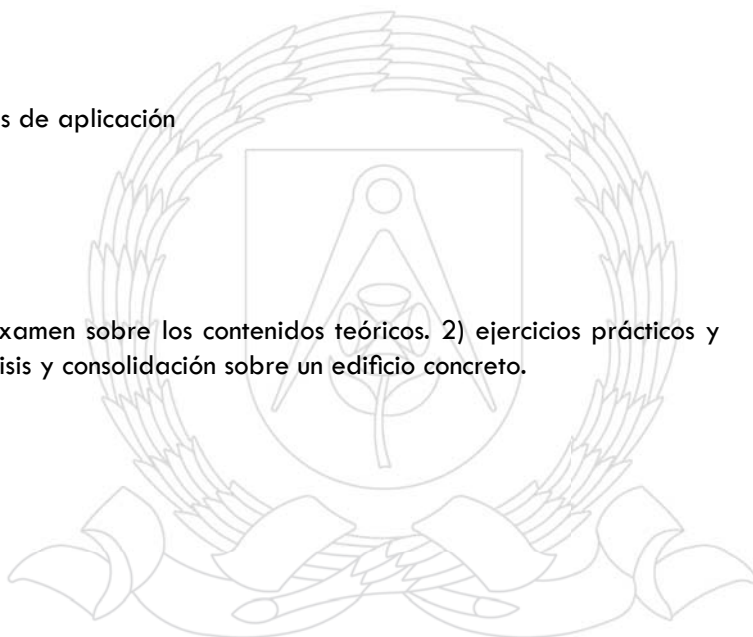 s de aplicación
xamen sobre los contenidos teóricos. 2) ejercicios prácticos y
isis y consolidación sobre un edificio concreto.